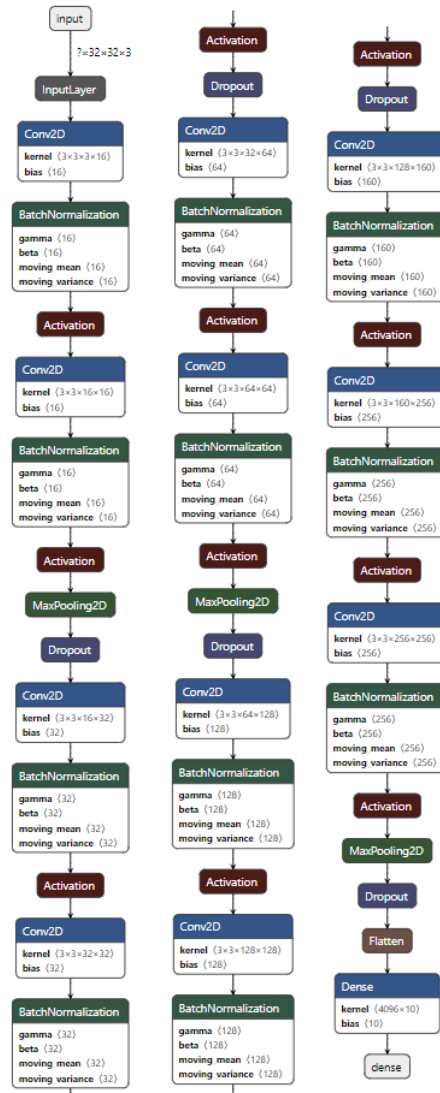 input
?×32×32×3
InputLayer
Conv2D
kernel ⟨3×3×3×16⟩
bias ⟨16⟩
BatchNormalization
gamma ⟨16⟩
beta ⟨16⟩
moving mean ⟨16⟩
moving variance ⟨16⟩
Activation
Conv2D
kernel ⟨3×3×16×16⟩
bias ⟨16⟩
BatchNormalization
gamma ⟨16⟩
beta ⟨16⟩
moving mean ⟨16⟩
moving variance ⟨16⟩
Activation
MaxPooling2D
Dropout
Conv2D
kernel ⟨3×3×16×32⟩
bias ⟨32⟩
BatchNormalization
gamma ⟨32⟩
beta ⟨32⟩
moving mean ⟨32⟩
moving variance ⟨32⟩
Activation
Conv2D
kernel ⟨3×3×32×32⟩
bias ⟨32⟩
BatchNormalization
gamma ⟨32⟩
beta ⟨32⟩
moving mean ⟨32⟩
moving variance ⟨32⟩
Activation
Dropout
Conv2D
kernel ⟨3×3×32×64⟩
bias ⟨64⟩
BatchNormalization
gamma ⟨64⟩
beta ⟨64⟩
moving mean ⟨64⟩
moving variance ⟨64⟩
Activation
Conv2D
kernel ⟨3×3×64×64⟩
bias ⟨64⟩
BatchNormalization
gamma ⟨64⟩
beta ⟨64⟩
moving mean ⟨64⟩
moving variance ⟨64⟩
Activation
MaxPooling2D
Dropout
Conv2D
kernel ⟨3×3×64×128⟩
bias ⟨128⟩
BatchNormalization
gamma ⟨128⟩
beta ⟨128⟩
moving mean ⟨128⟩
moving variance ⟨128⟩
Activation
Conv2D
kernel ⟨3×3×128×128⟩
bias ⟨128⟩
BatchNormalization
gamma ⟨128⟩
beta ⟨128⟩
moving mean ⟨128⟩
moving variance ⟨128⟩
Activation
Dropout
Conv2D
kernel ⟨3×3×128×160⟩
bias ⟨160⟩
BatchNormalization
gamma ⟨160⟩
beta ⟨160⟩
moving mean ⟨160⟩
moving variance ⟨160⟩
Activation
Conv2D
kernel ⟨3×3×160×256⟩
bias ⟨256⟩
BatchNormalization
gamma ⟨256⟩
beta ⟨256⟩
moving mean ⟨256⟩
moving variance ⟨256⟩
Activation
Conv2D
kernel ⟨3×3×256×256⟩
bias ⟨256⟩
BatchNormalization
gamma ⟨256⟩
beta ⟨256⟩
moving mean ⟨256⟩
moving variance ⟨256⟩
Activation
MaxPooling2D
Dropout
Flatten
Dense
kernel ⟨4096×10⟩
bias ⟨10⟩
dense